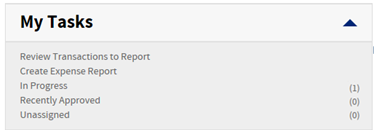 My Tasks
Review Transactions to Report
Create Expense Report
In Progress (1)
Recently Approved (0)
Unassigned (0)